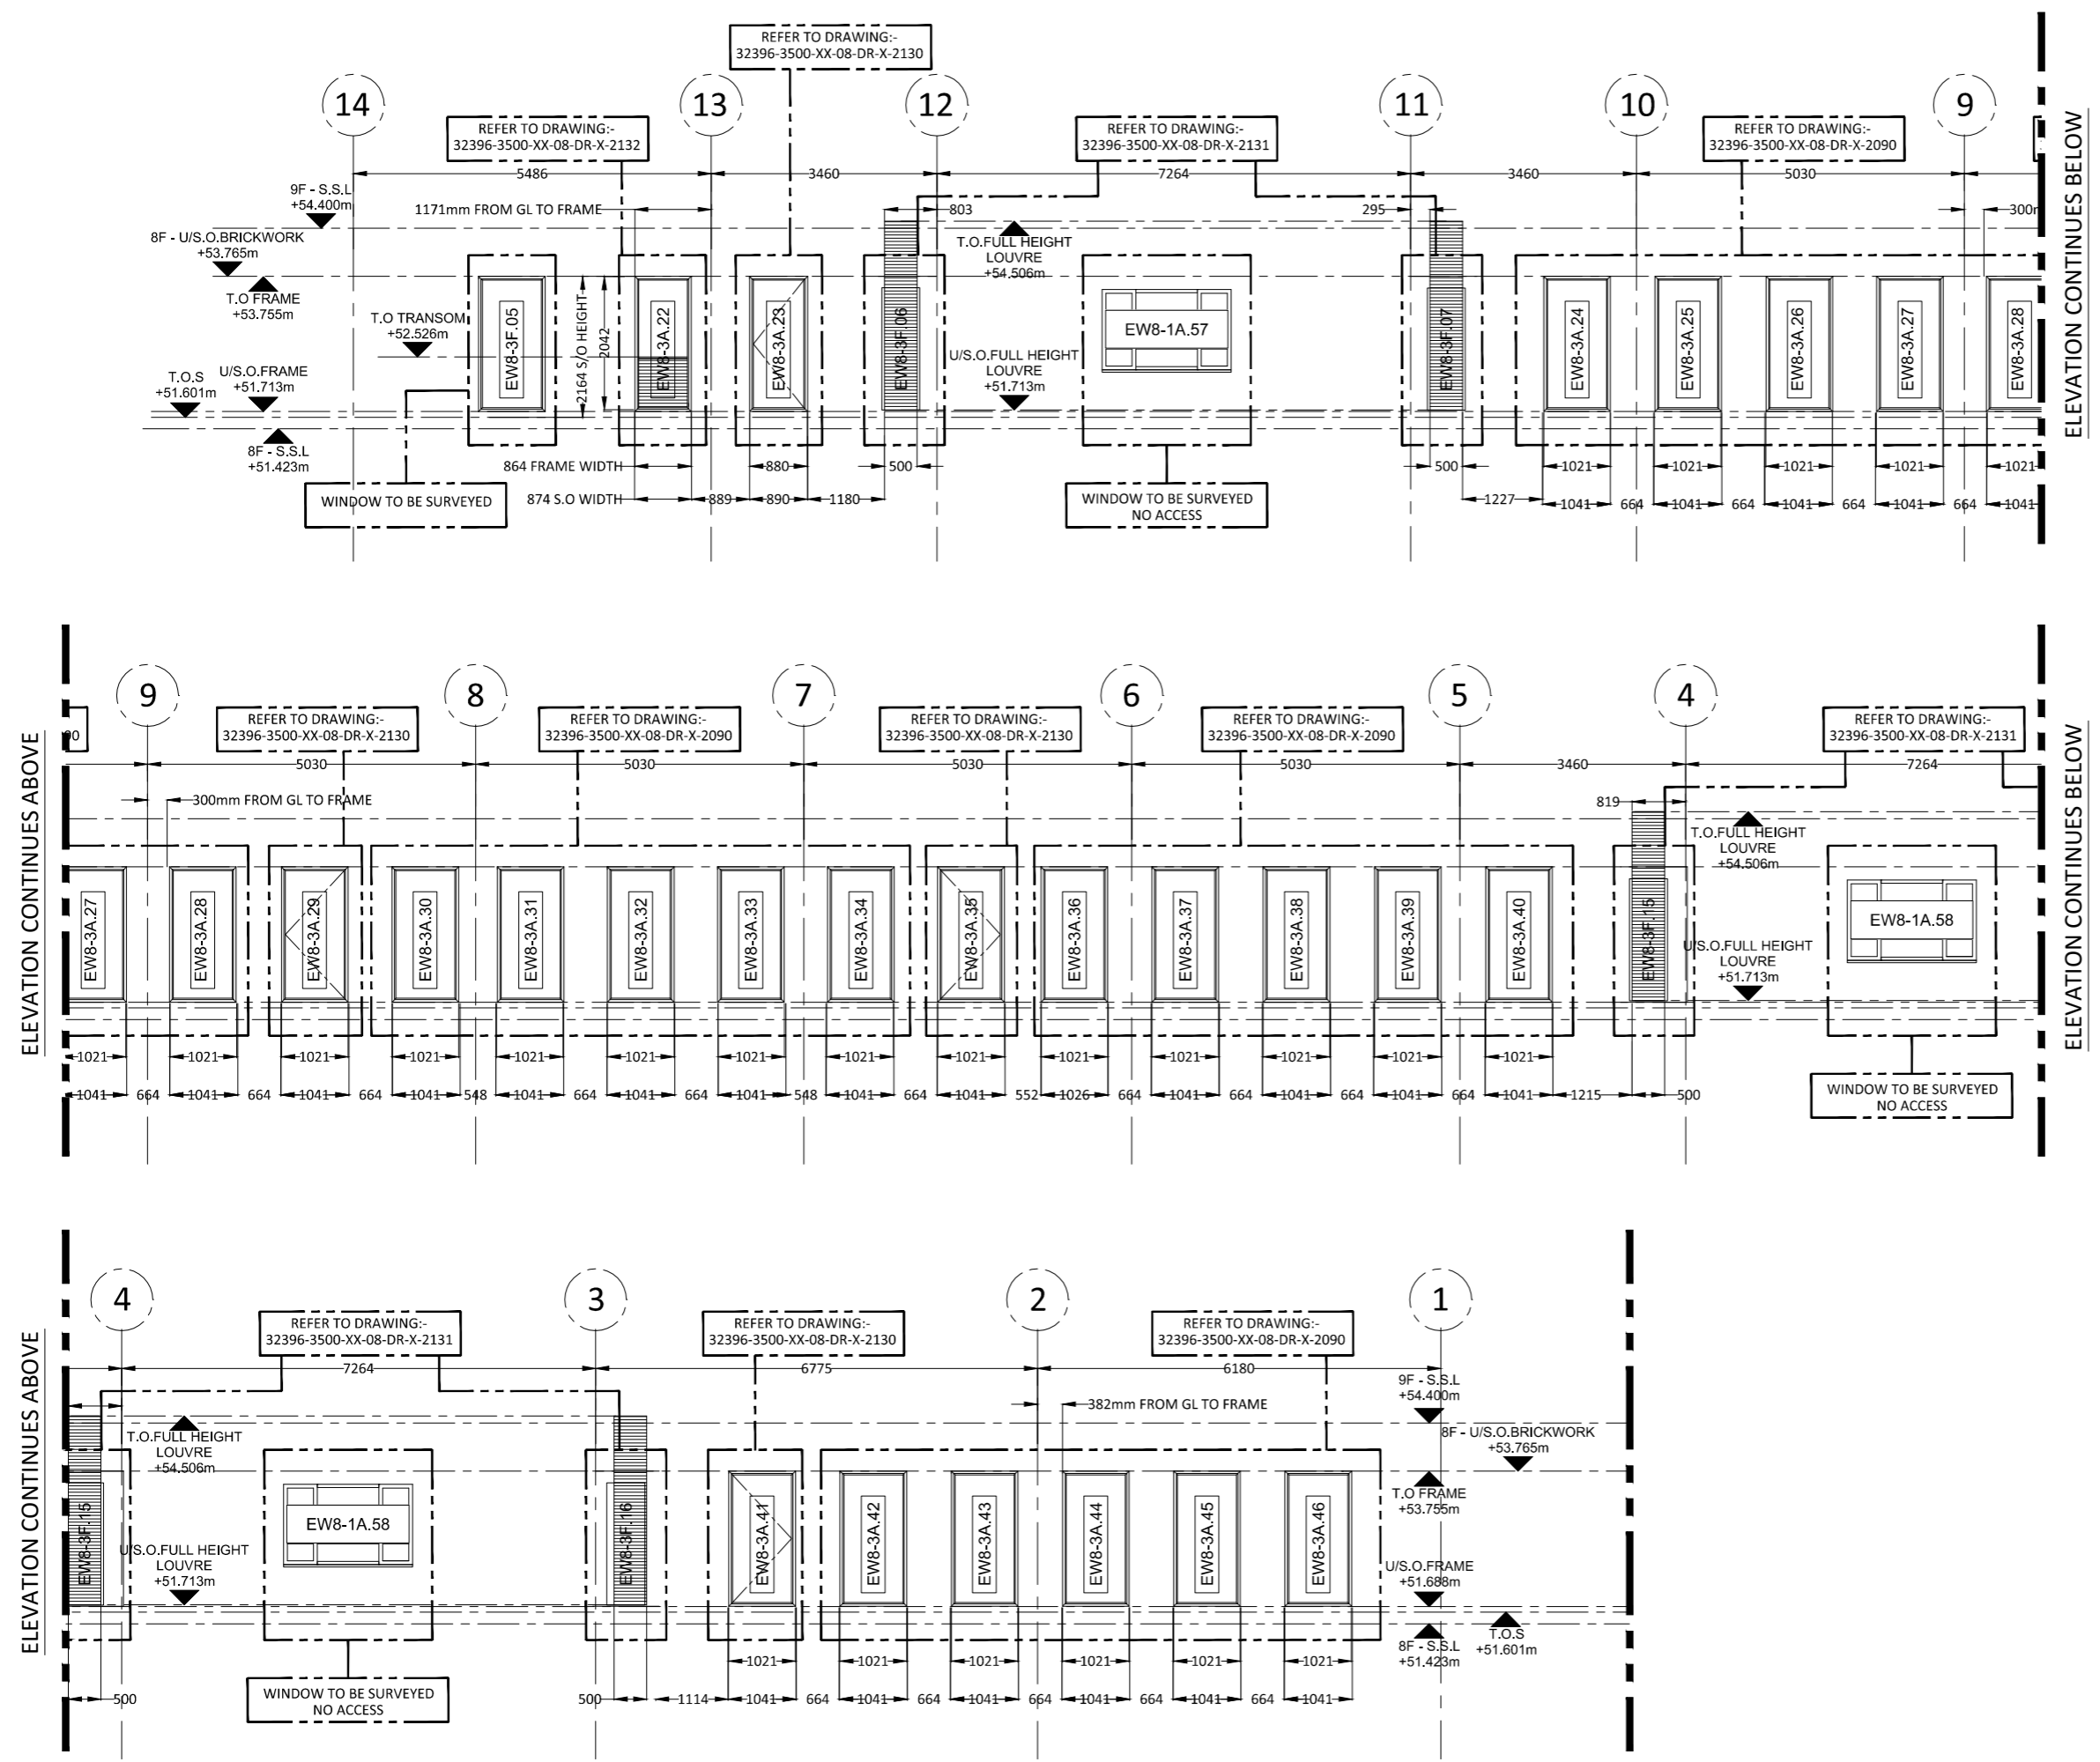 REFER TO DRAWING:-
32396-3500-XX-08-DR-X-2130
14
13
12
11
10
9
REFER TO DRAWING:-
32396-3500-XX-08-DR-X-2132
REFER TO DRAWING:-
32396-3500-XX-08-DR-X-2131
REFER TO DRAWING:-
32396-3500-XX-08-DR-X-2090
5486
3460
7264
3460
5030
9F - S.S.L
+54.400m
1171mm FROM GL TO FRAME
803
295
8F - U/S.O.BRICKWORK
+53.765m
T.O.FULL HEIGHT
LOUVRE
+54.506m
T.O FRAME
+53.755m
T.O TRANSOM
+52.526m
U/S.O.FULL HEIGHT
LOUVRE
+51.713m
T.O.S
+51.601m
U/S.O.FRAME
+51.713m
8F - S.S.L
+51.423m
EW8-3F.05
2164 S/O HEIGHT
2042
EW8-3A.22
EW8-3A.23
EW8-3F.06
EW8-1A.57
EW8-3F.07
EW8-3A.24
EW8-3A.25
EW8-3A.26
EW8-3A.27
EW8-3A.28
ELEVATION CONTINUES BELOW
864 FRAME WIDTH
880
500
500
1021
1021
1021
1021
1021
874 S.O WIDTH
889
890
1180
1227
1041
664
1041
664
1041
664
1041
664
1041
WINDOW TO BE SURVEYED
WINDOW TO BE SURVEYED
NO ACCESS
9
8
7
6
5
4
REFER TO DRAWING:-
32396-3500-XX-08-DR-X-2130
REFER TO DRAWING:-
32396-3500-XX-08-DR-X-2090
REFER TO DRAWING:-
32396-3500-XX-08-DR-X-2130
REFER TO DRAWING:-
32396-3500-XX-08-DR-X-2090
REFER TO DRAWING:-
32396-3500-XX-08-DR-X-2131
5030
5030
5030
5030
3460
7264
300mm FROM GL TO FRAME
819
T.O.FULL HEIGHT
LOUVRE
+54.506m
U/S.O.FULL HEIGHT
LOUVRE
+51.713m
ELEVATION CONTINUES ABOVE
EW8-3A.27
EW8-3A.28
EW8-3A.29
EW8-3A.30
EW8-3A.31
EW8-3A.32
EW8-3A.33
EW8-3A.34
EW8-3A.35
EW8-3A.36
EW8-3A.37
EW8-3A.38
EW8-3A.39
EW8-3A.40
EW8-3F.15
EW8-1A.58
ELEVATION CONTINUES BELOW
1021
1021
1021
1021
1021
1021
1021
1021
1021
1021
1021
1021
1021
1021
1041
664
1041
664
1041
664
1041
548
1041
664
1041
664
1041
548
1041
664
1041
552
1026
664
1041
664
1041
664
1041
664
1041
1215
500
WINDOW TO BE SURVEYED
NO ACCESS
4
3
2
1
REFER TO DRAWING:-
32396-3500-XX-08-DR-X-2131
REFER TO DRAWING:-
32396-3500-XX-08-DR-X-2130
REFER TO DRAWING:-
32396-3500-XX-08-DR-X-2090
7264
6775
6180
382mm FROM GL TO FRAME
9F - S.S.L
+54.400m
8F - U/S.O.BRICKWORK
+53.765m
T.O.FULL HEIGHT
LOUVRE
+54.506m
U/S.O.FULL HEIGHT
LOUVRE
+51.713m
T.O FRAME
+53.755m
U/S.O.FRAME
+51.688m
T.O.S
+51.601m
8F - S.S.L
+51.423m
ELEVATION CONTINUES ABOVE
EW8-3F.15
EW8-1A.58
EW8-3F.16
EW8-3A.41
EW8-3A.42
EW8-3A.43
EW8-3A.44
EW8-3A.45
EW8-3A.46
1021
1021
1021
1021
1021
1021
500
500
1114
1041
664
1041
664
1041
664
1041
664
1041
664
1041
WINDOW TO BE SURVEYED
NO ACCESS